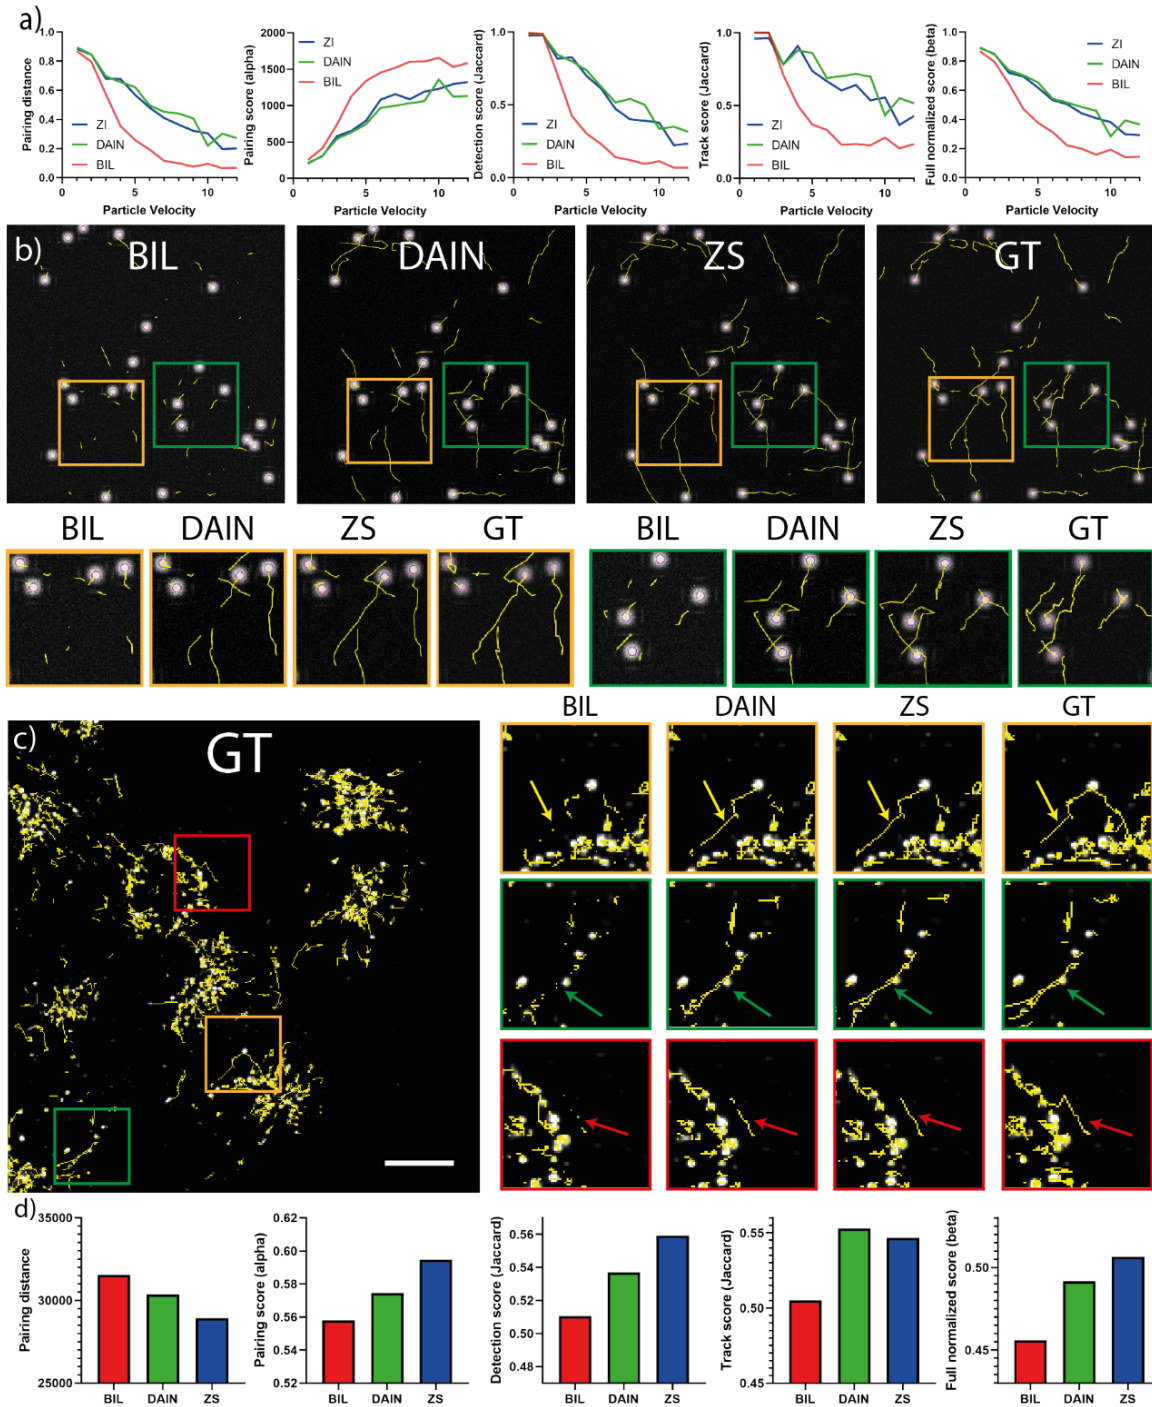 a)
Pairing distance
1.0
0.8
0.6
0.4
0.2
0.0
ZI
DAIN
BIL
0
5
10
Particle Velocity
Pairing score (alpha)
2000
1500
1000
500
0
ZI
DAIN
BIL
0
5
10
Particle Velocity
Detection score (Jaccard)
1.0
0.5
0.0
ZI
DAIN
BIL
0
5
10
Particle Velocity
Track score (Jaccard)
1.0
0.8
0.6
0.4
0.2
0.0
ZI
DAIN
BIL
0
5
10
Particle Velocity
Full normalized score (beta)
1.0
0.8
0.6
0.4
0.2
0.0
ZI
DAIN
BIL
0
5
10
Particle Velocity
b)
BIL
DAIN
ZS
GT
BIL DAIN ZS GT
BIL DAIN ZS GT
c)
GT
BIL DAIN ZS GT
d)
Pairing distance
35000
30000
25000
BIL DAIN ZS
Pairing score (alpha)
0.62
0.60
0.58
0.56
0.54
0.52
BIL DAIN ZS
Detection score (Jaccard)
0.56
0.54
0.52
0.50
0.48
BIL DAIN ZS
Track score (Jaccard)
0.55
0.50
0.45
BIL DAIN ZS
Full normalized score (beta)
0.50
0.45
BIL DAIN ZS